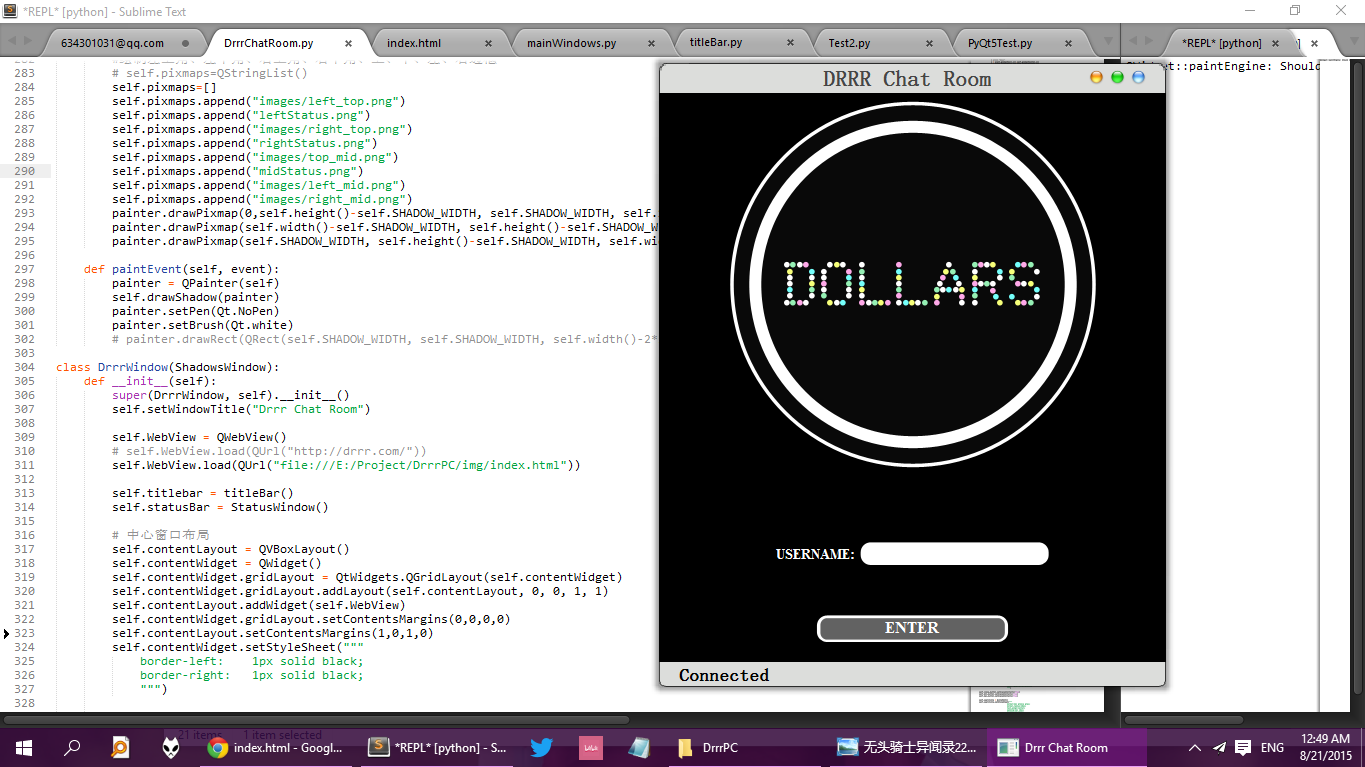 *REPL* [python] - Sublime Text
634301031@qq.com
DrrrChatRoom.py
index.html
mainWindows.py
titleBar.py
Test2.py
PyQt5Test.py
*REPL* [python]
::paintEngine: Should
283 # self.pixmaps=QStringList()
284 self.pixmaps=[]
285 self.pixmaps.append("images/left_top.png")
286 self.pixmaps.append("leftStatus.png")
287 self.pixmaps.append("images/right_top.png")
288 self.pixmaps.append("rightStatus.png")
289 self.pixmaps.append("images/top_mid.png")
290 self.pixmaps.append("midStatus.png")
291 self.pixmaps.append("images/left_mid.png")
292 self.pixmaps.append("images/right_mid.png")
293 painter.drawPixmap(0,self.height()-self.SHADOW_WIDTH, self.SHADOW_WIDTH, self.
294 painter.drawPixmap(self.width()-self.SHADOW_WIDTH, self.height()-self.SHADOW_W
295 painter.drawPixmap(self.SHADOW_WIDTH, self.height()-self.SHADOW_WIDTH, self.wi
296
297 def paintEvent(self, event):
298 painter = QPainter(self)
299 self.drawShadow(painter)
300 painter.setPen(Qt.NoPen)
301 painter.setBrush(Qt.white)
302 # painter.drawRect(QRect(self.SHADOW_WIDTH, self.SHADOW_WIDTH, self.width()-2*
303
304 class DrrrWindow(ShadowsWindow):
305 def __init__(self):
306 super(DrrrWindow, self).__init__()
307 self.setWindowTitle("Drrr Chat Room")
308
309 self.WebView = QWebView()
310 # self.WebView.load(QUrl("http://drrr.com/"))
311 self.WebView.load(QUrl("file:///E:/Project/DrrrPC/img/index.html"))
312
313 self.titlebar = titleBar()
314 self.statusBar = StatusWindow()
315
316 # 中心窗口布局
317 self.contentLayout = QVBoxLayout()
318 self.contentWidget = QWidget()
319 self.contentWidget.gridLayout = QtWidgets.QGridLayout(self.contentWidget)
320 self.contentWidget.gridLayout.addLayout(self.contentLayout, 0, 0, 1, 1)
321 self.contentLayout.addWidget(self.WebView)
322 self.contentWidget.gridLayout.setContentsMargins(0,0,0,0)
323 self.contentLayout.setContentsMargins(1,0,1,0)
324 self.contentWidget.setStyleSheet("""
325 border-left: 1px solid black;
326 border-right: 1px solid black;
327 """)
328
DRRR Chat Room
DOLLARS
USERNAME:
ENTER
Connected
21 items 1 item selected
index.html - Googl...
*REPL* [python] - S...
LaLa
DrrrPC
无头骑士异闻录22...
Drrr Chat Room
ENG
12:49 AM
8/21/2015